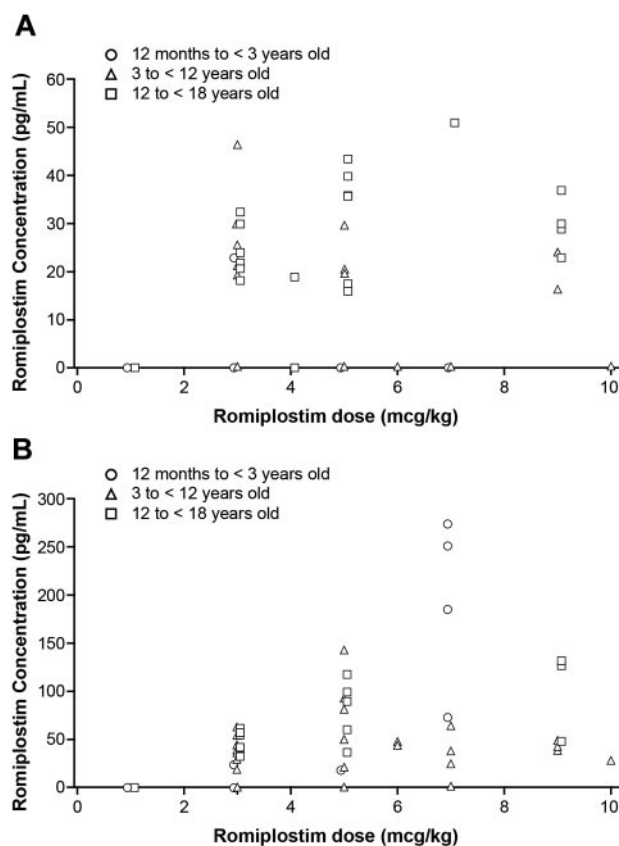 A
12 months to < 3 years old
3 to < 12 years old
12 to < 18 years old
60
50
40
30
20
10
0
Romiplostim Concentration (pg/mL)
0 2 4 6 8 10
Romiplostim dose (mcg/kg)
B
12 months to < 3 years old
3 to < 12 years old
12 to < 18 years old
300
250
200
150
100
50
0
Romiplostim Concentration (pg/mL)
0 2 4 6 8 10
Romiplostim dose (mcg/kg)